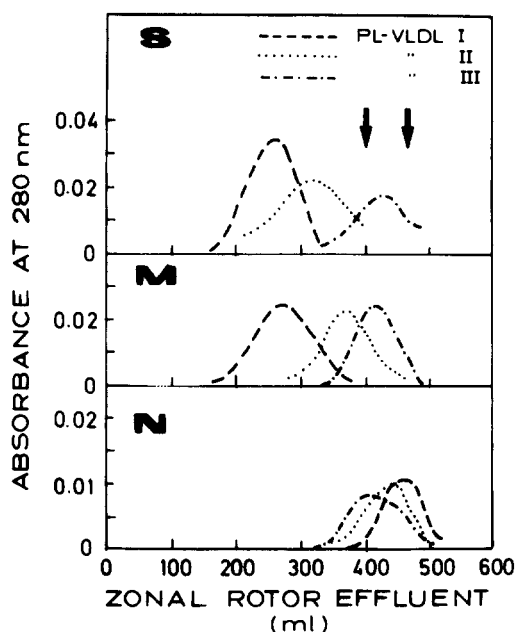 S
PL-VLDL I
" II
" III
0.04
0.02
0
M
0.02
0
N
0.02
0.01
0
0 100 200 300 400 500 600
ABSORBANCE AT 280 nm
ZONAL ROTOR EFFLUENT
(ml)